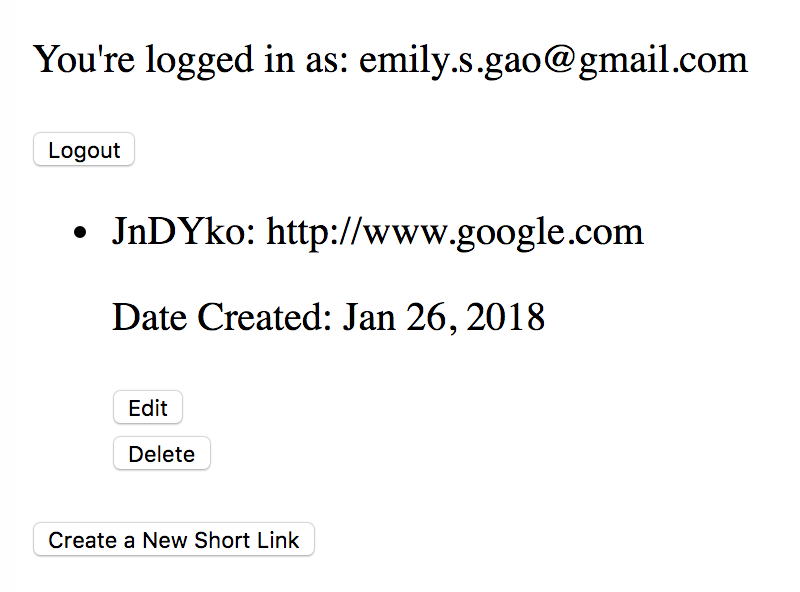 You're logged in as: emily.s.gao@gmail.com
Logout
JnDYko: http://www.google.com
Date Created: Jan 26, 2018
Edit
Delete
Create a New Short Link